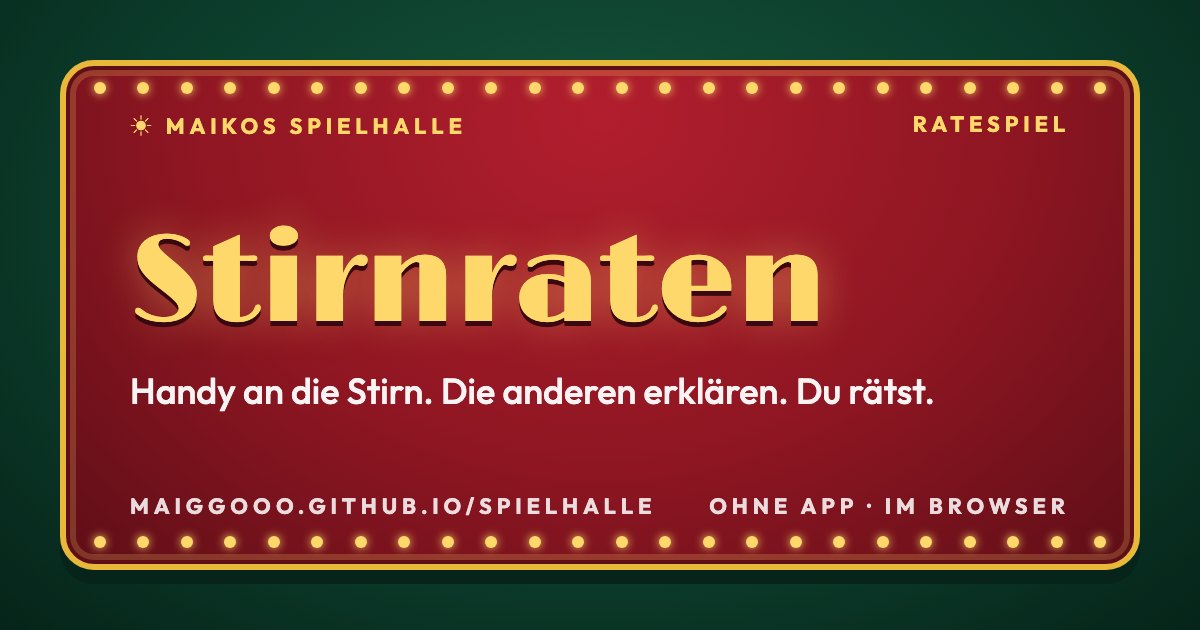 ☀ MAIKOS SPIELHALLE
RATESPIEL
Stirnraten
Handy an die Stirn. Die anderen erklären. Du rätst.
MAIGGOOO.GITHUB.IO/SPIELHALLE
OHNE APP · IM BROWSER